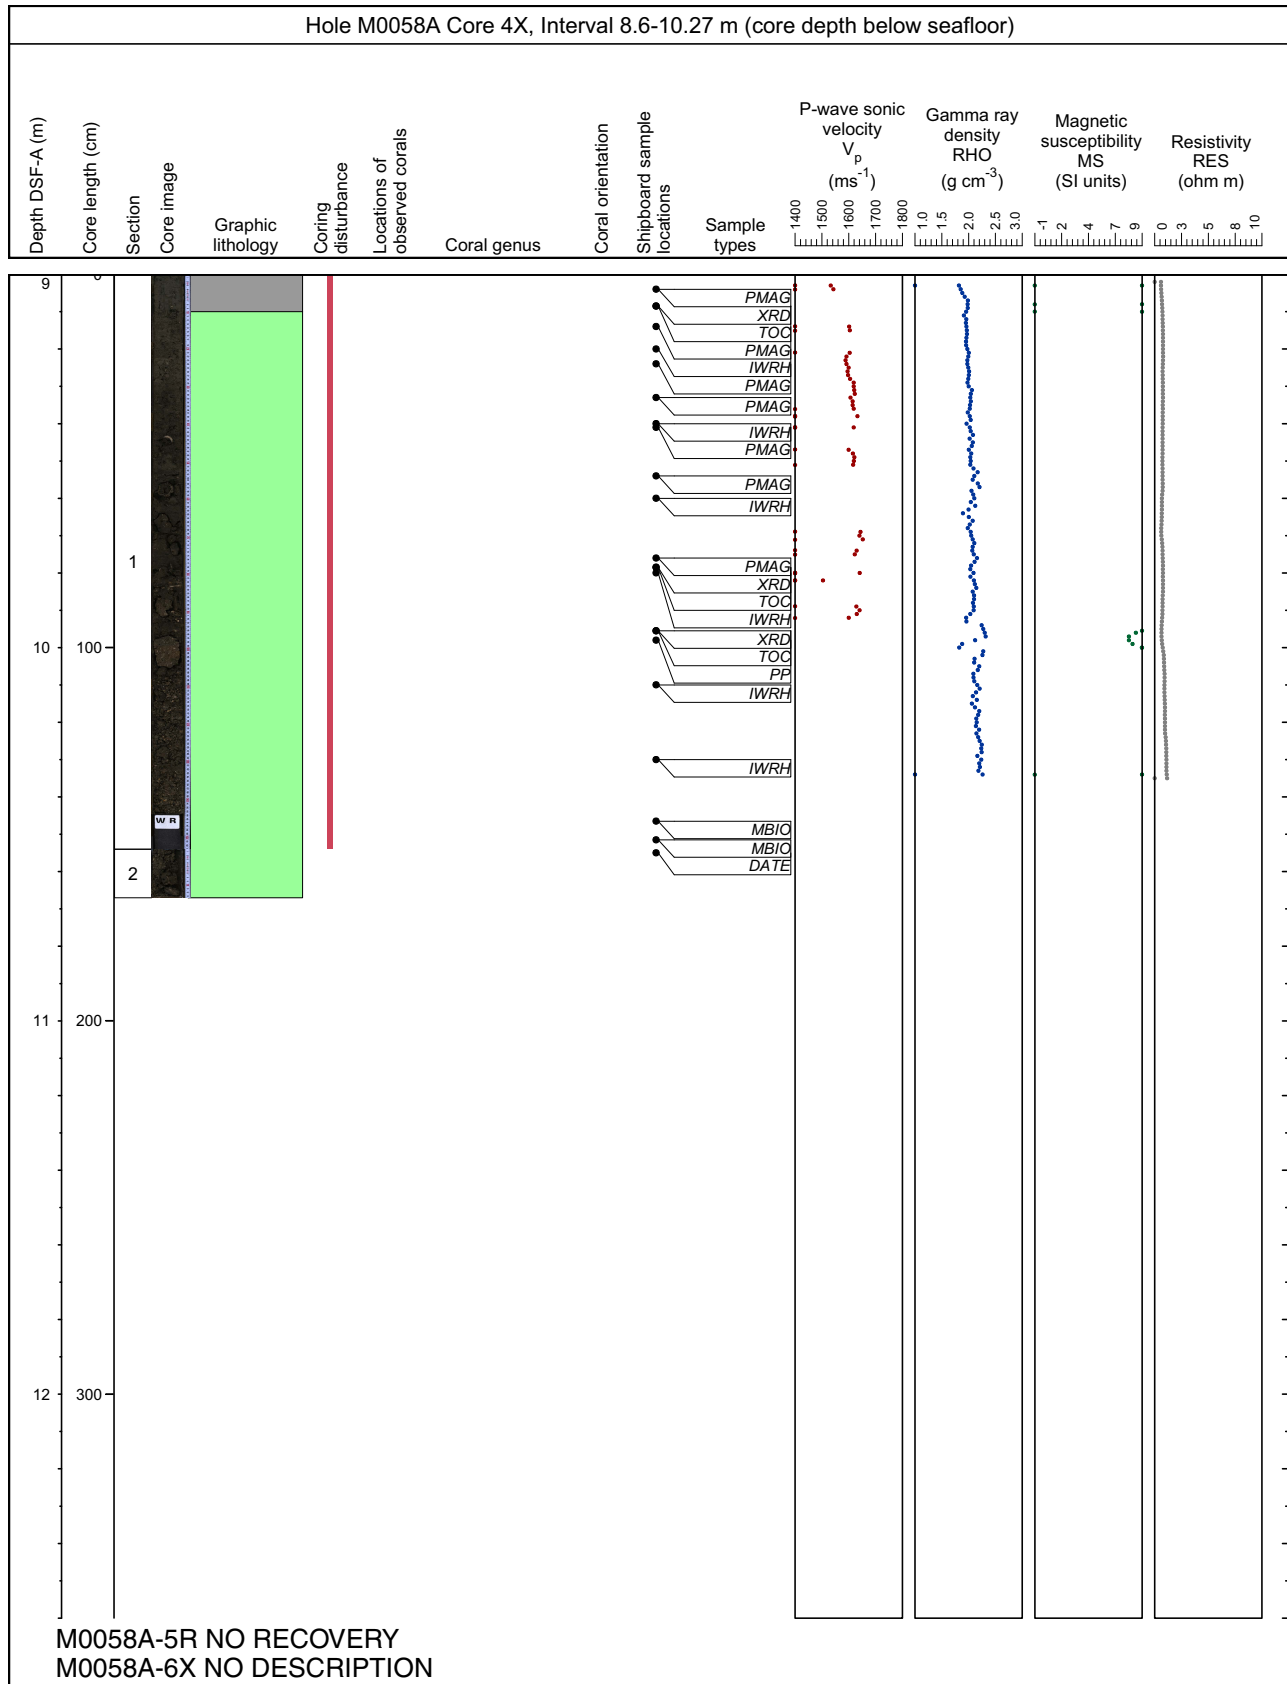 Hole M0058A Core 4X, Interval 8.6-10.27 m (core depth below seafloor)
Depth DSF-A (m)
Core length (cm)
Section
Core image
Graphic
lithology
Coring
disturbance
Locations of
observed corals
Coral genus
Coral orientation
Shipboard sample
locations
Sample
types
P-wave sonic
velocity
Vp
(ms-1)
1400 1500 1600 1700 1800
Gamma ray
density
RHO
(g cm-3)
1.0 1.5 2.0 2.5 3.0
Magnetic
susceptibility
MS
(SI units)
-1 2 4 7 9
Resistivity
RES
(ohm m)
0 3 5 8 10
9 0
PMAG
XRD
TOC
PMAG
IWRH
PMAG
PMAG
IWRH
PMAG
PMAG
IWRH
1
PMAG
XRD
TOC
IWRH
10 100 XRD
TOC
PP
IWRH
IWRH
W R
MBIO
MBIO
2 DATE
11 200
12 300
M0058A-5R NO RECOVERY
M0058A-6X NO DESCRIPTION